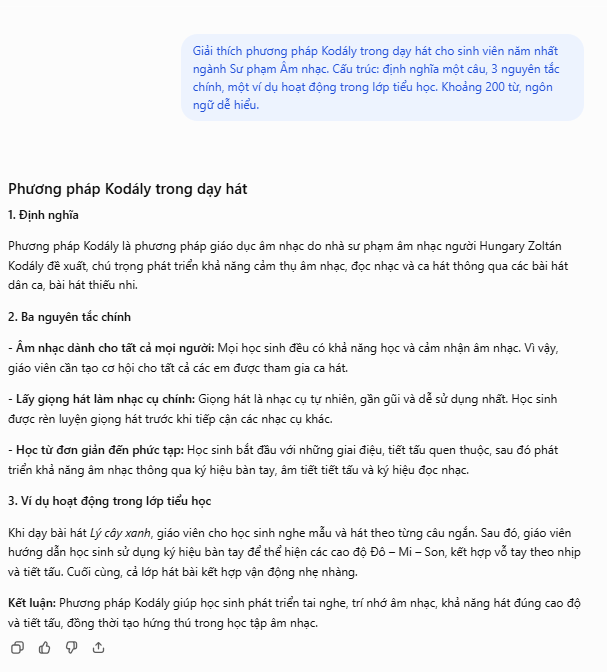 Giải thích phương pháp Kodály trong dạy hát cho sinh viên năm nhất
ngành Sư phạm Âm nhạc. Cấu trúc: định nghĩa một câu, 3 nguyên tắc
chính, một ví dụ hoạt động trong lớp tiểu học. Khoảng 200 từ, ngôn
ngữ dễ hiểu.
Phương pháp Kodály trong dạy hát
1. Định nghĩa
Phương pháp Kodály là phương pháp giáo dục âm nhạc do nhà sư phạm âm nhạc người Hungary Zoltán
Kodály đề xuất, chú trọng phát triển khả năng cảm thụ âm nhạc, đọc nhạc và ca hát thông qua các bài hát
dân ca, bài hát thiếu nhi.
2. Ba nguyên tắc chính
- Âm nhạc dành cho tất cả mọi người: Mọi học sinh đều có khả năng học và cảm nhận âm nhạc. Vì vậy,
giáo viên cần tạo cơ hội cho tất cả các em được tham gia ca hát.
- Lấy giọng hát làm nhạc cụ chính: Giọng hát là nhạc cụ tự nhiên, gần gũi và dễ sử dụng nhất. Học sinh
được rèn luyện giọng hát trước khi tiếp cận các nhạc cụ khác.
- Học từ đơn giản đến phức tạp: Học sinh bắt đầu với những giai điệu, tiết tấu quen thuộc, sau đó phát
triển khả năng âm nhạc thông qua ký hiệu bàn tay, âm tiết tiết tấu và ký hiệu đọc nhạc.
3. Ví dụ hoạt động trong lớp tiểu học
Khi dạy bài hát Lý cây xanh, giáo viên cho học sinh nghe mẫu và hát theo từng câu ngắn. Sau đó, giáo viên
hướng dẫn học sinh sử dụng ký hiệu bàn tay để thể hiện các cao độ Đô – Mi – Son, kết hợp vỗ tay theo nhịp
và tiết tấu. Cuối cùng, cả lớp hát bài kết hợp vận động nhẹ nhàng.
Kết luận: Phương pháp Kodály giúp học sinh phát triển tai nghe, trí nhớ âm nhạc, khả năng hát đúng cao độ
và tiết tấu, đồng thời tạo hứng thú trong học tập âm nhạc.